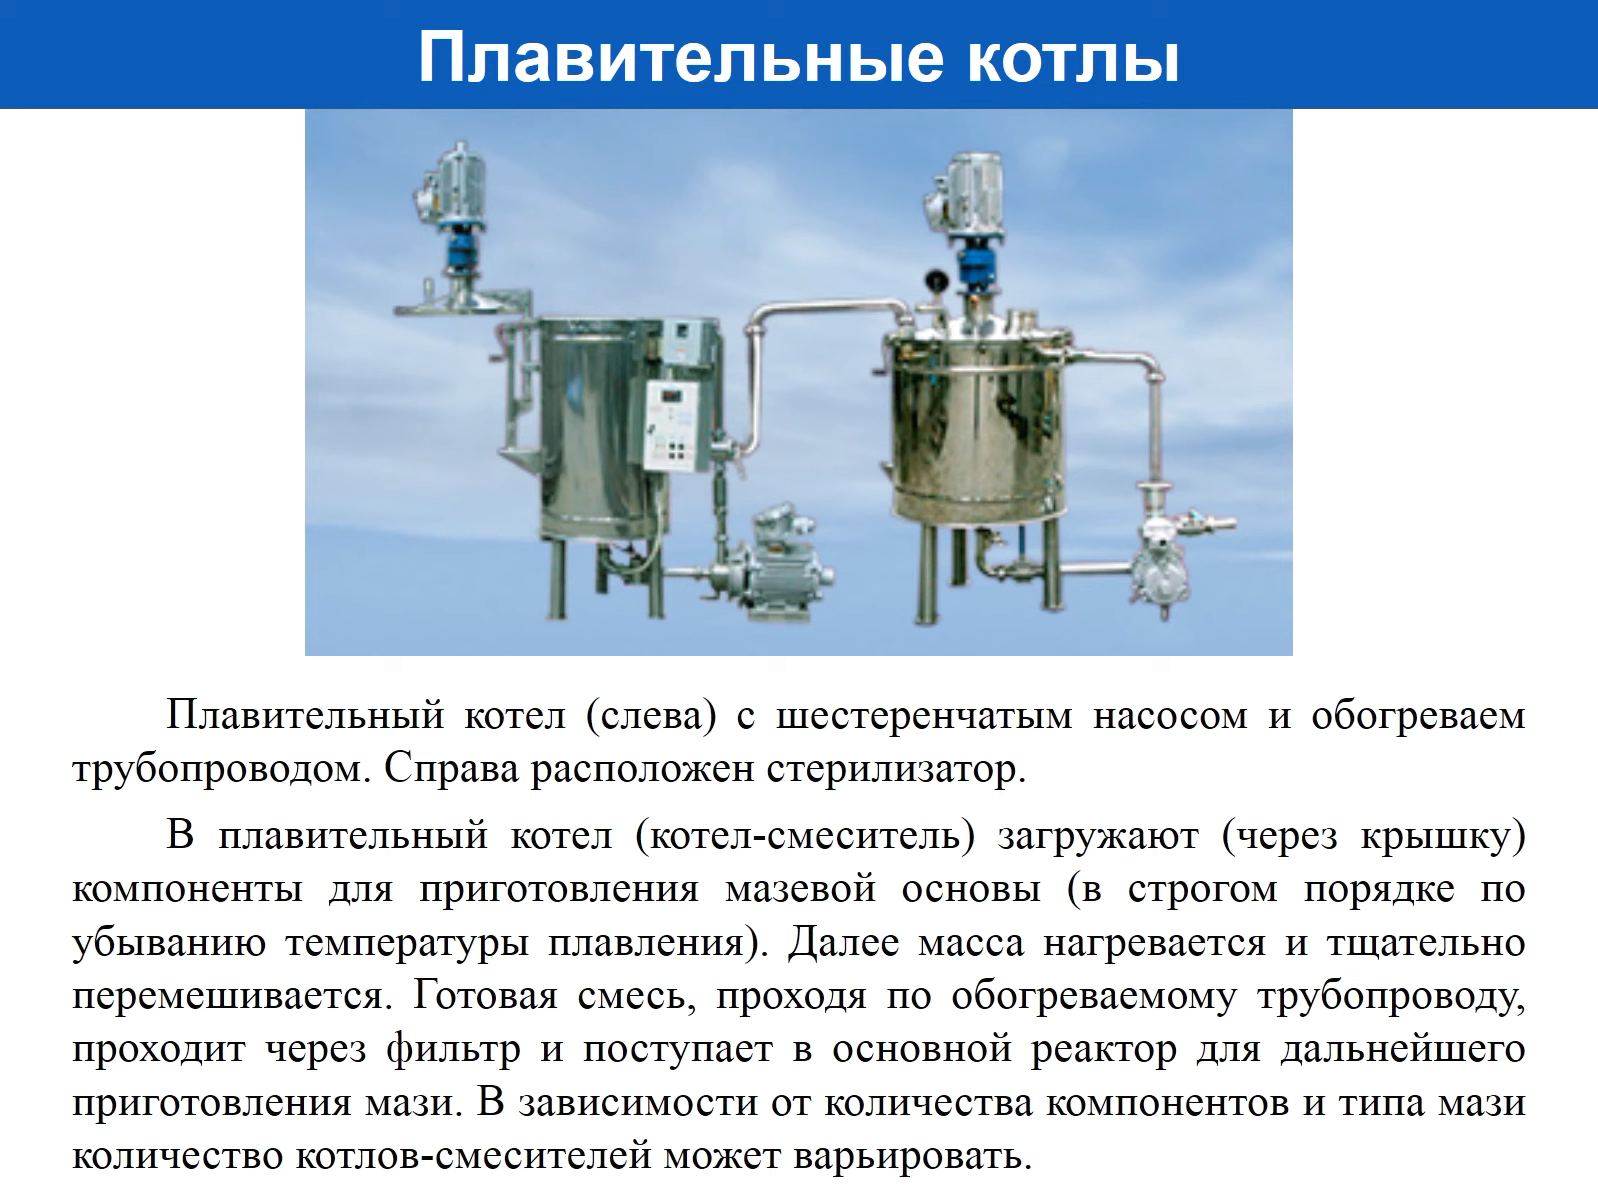 Плавительные котлы
Плавительный котел (слева) с шестеренчатым насосом и обогреваем
трубопроводом. Справа расположен стерилизатор.
В плавительный котел (котел-смеситель) загружают (через крышку)
компоненты для приготовления мазевой основы (в строгом порядке по
убыванию температуры плавления). Далее масса нагревается и тщательно
перемешивается. Готовая смесь, проходя по обогреваемому трубопроводу,
проходит через фильтр и поступает в основной реактор для дальнейшего
приготовления мази. В зависимости от количества компонентов и типа мази
количество котлов-смесителей может варьировать.